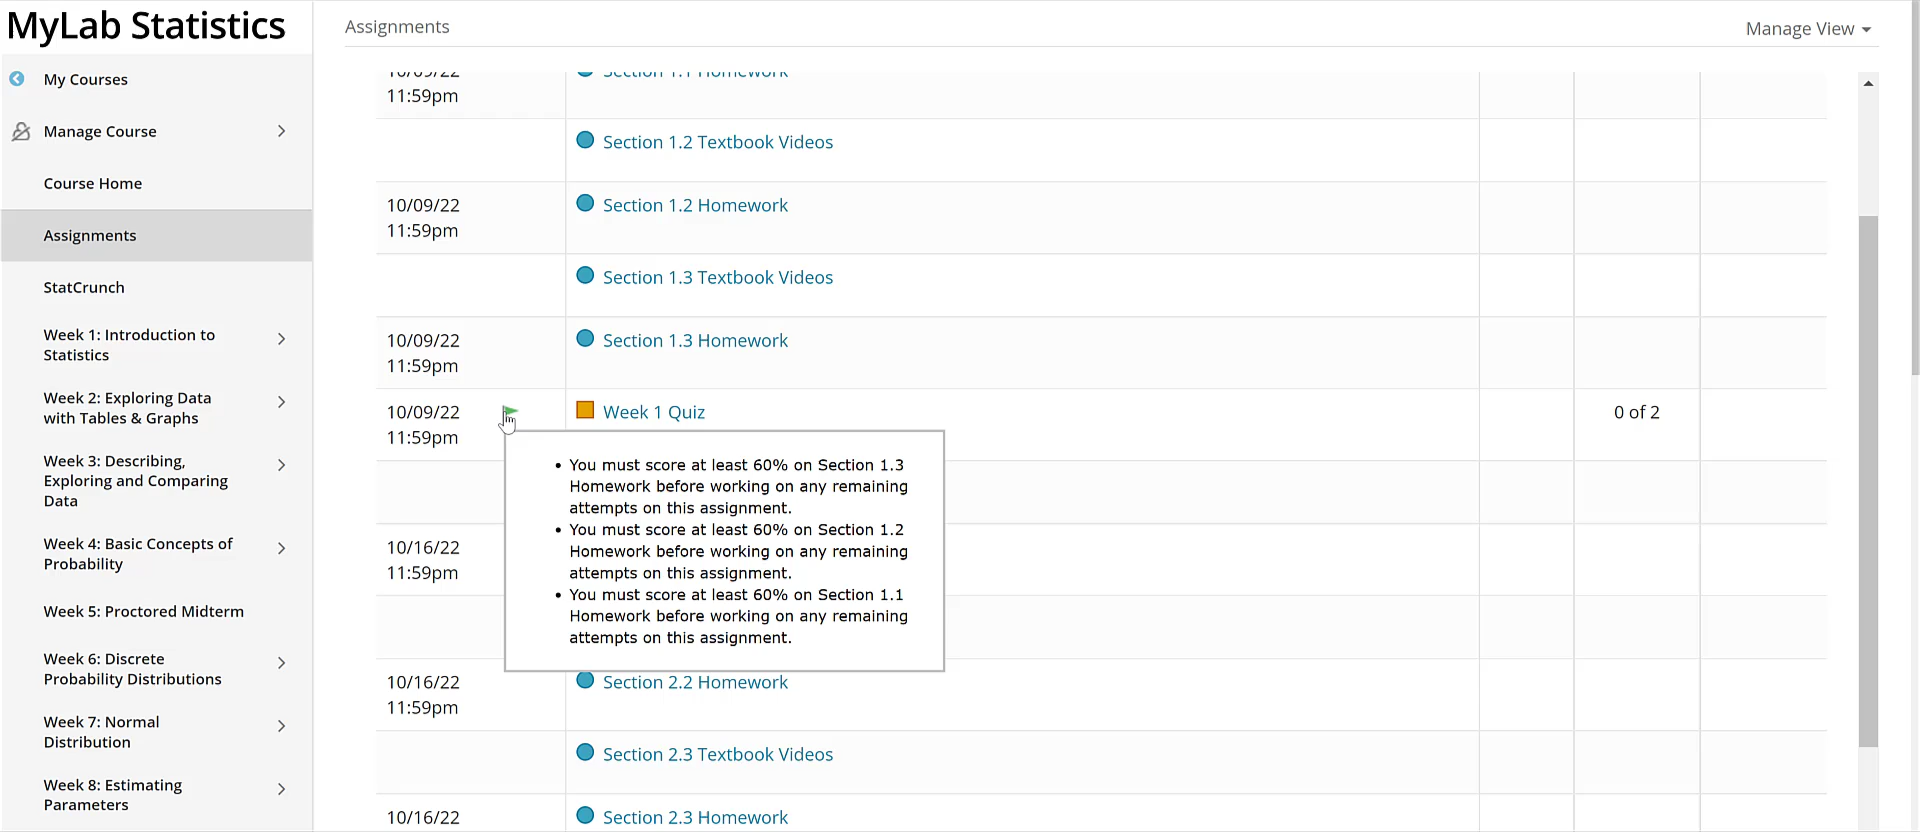 MyLab Statistics
My Courses
Manage Course
Course Home
Assignments
StatCrunch
Week 1: Introduction to
Statistics
Week 2: Exploring Data
with Tables & Graphs
Week 3: Describing,
Exploring and Comparing
Data
Week 4: Basic Concepts of
Probability
Week 5: Proctored Midterm
Week 6: Discrete
Probability Distributions
Week 7: Normal
Distribution
Week 8: Estimating
Parameters
Assignments
Manage View
10/09/22
11:59pm
Section 1.1 Homework
Section 1.2 Textbook Videos
10/09/22
11:59pm
Section 1.2 Homework
Section 1.3 Textbook Videos
10/09/22
11:59pm
Section 1.3 Homework
10/09/22
11:59pm
Week 1 Quiz
0 of 2
• You must score at least 60% on Section 1.3
Homework before working on any remaining
attempts on this assignment.
• You must score at least 60% on Section 1.2
Homework before working on any remaining
attempts on this assignment.
• You must score at least 60% on Section 1.1
Homework before working on any remaining
attempts on this assignment.
10/16/22
11:59pm
10/16/22
11:59pm
Section 2.2 Homework
Section 2.3 Textbook Videos
10/16/22
Section 2.3 Homework